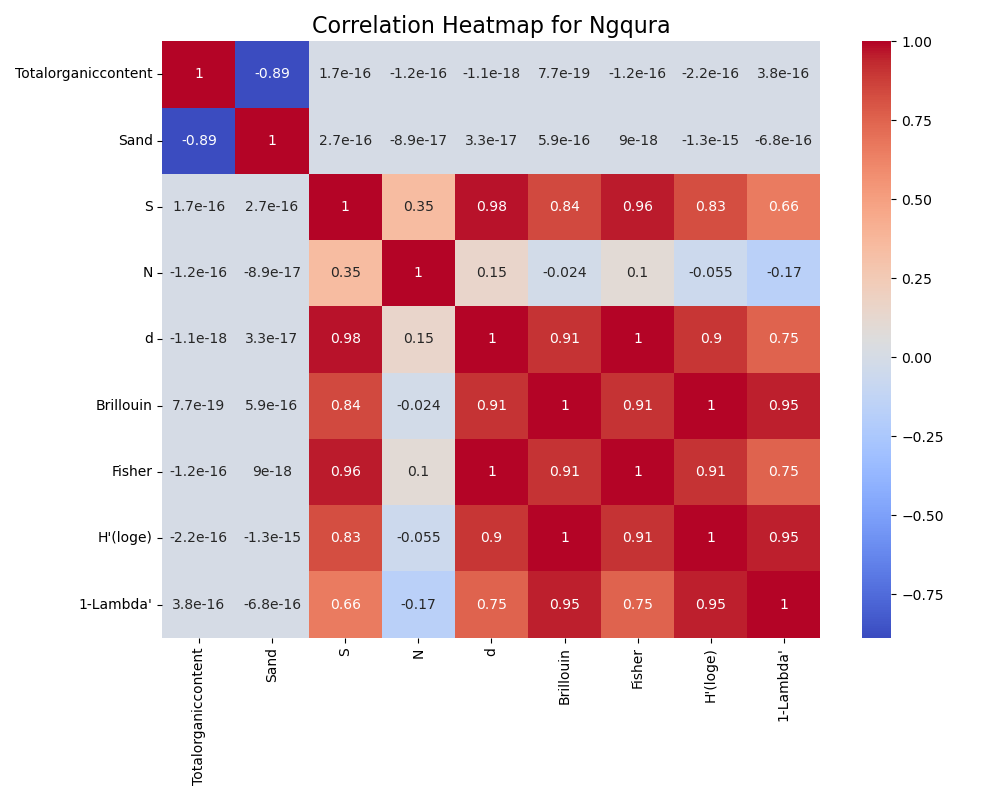 Correlation Heatmap for Ngqura
Totalorganiccontent 1 -0.89 1.7e-16 -1.2e-16 -1.1e-18 7.7e-19 -1.2e-16 -2.2e-16 3.8e-16
Sand -0.89 1 2.7e-16 -8.9e-17 3.3e-17 5.9e-16 9e-18 -1.3e-15 -6.8e-16
S 1.7e-16 2.7e-16 1 0.35 0.98 0.84 0.96 0.83 0.66
N -1.2e-16 -8.9e-17 0.35 1 0.15 -0.024 0.1 -0.055 -0.17
d -1.1e-18 3.3e-17 0.98 0.15 1 0.91 1 0.9 0.75
Brillouin 7.7e-19 5.9e-16 0.84 -0.024 0.91 1 0.91 1 0.95
Fisher -1.2e-16 9e-18 0.96 0.1 1 0.91 1 0.91 0.75
H'(loge) -2.2e-16 -1.3e-15 0.83 -0.055 0.9 1 0.91 1 0.95
1-Lambda' 3.8e-16 -6.8e-16 0.66 -0.17 0.75 0.95 0.75 0.95 1
Totalorganiccontent
Sand
S
N
d
Brillouin
Fisher
H'(loge)
1-Lambda'
1.00
0.75
0.50
0.25
0.00
−0.25
−0.50
−0.75